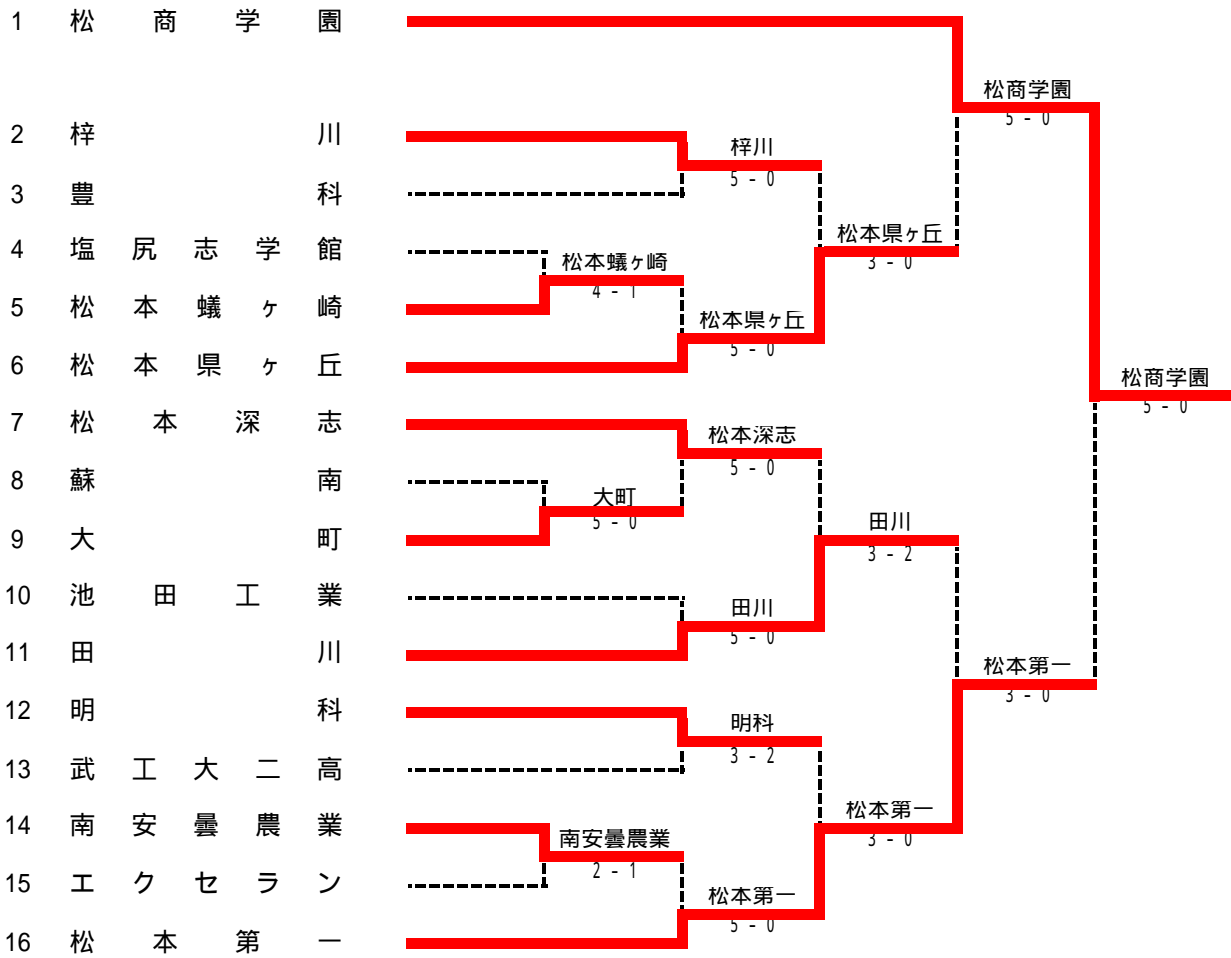 1 松商学園
松商学園
5 - 0
2 梓川
梓川
5 - 0
3 豊科
松本県ヶ丘
3 - 0
4 塩尻志学館
松本蟻ヶ崎
4 - 1
5 松本蟻ヶ崎
松本県ヶ丘
5 - 0
6 松本県ヶ丘
松商学園
5 - 0
7 松本深志
松本深志
5 - 0
8 蘇南
大町
5 - 0
9 大町
田川
3 - 2
10 池田工業
田川
5 - 0
11 田川
松本第一
3 - 0
12 明科
明科
3 - 2
13 武工大二高
松本第一
3 - 0
14 南安曇農業
南安曇農業
2 - 1
15 エクセラン
松本第一
5 - 0
16 松本第一